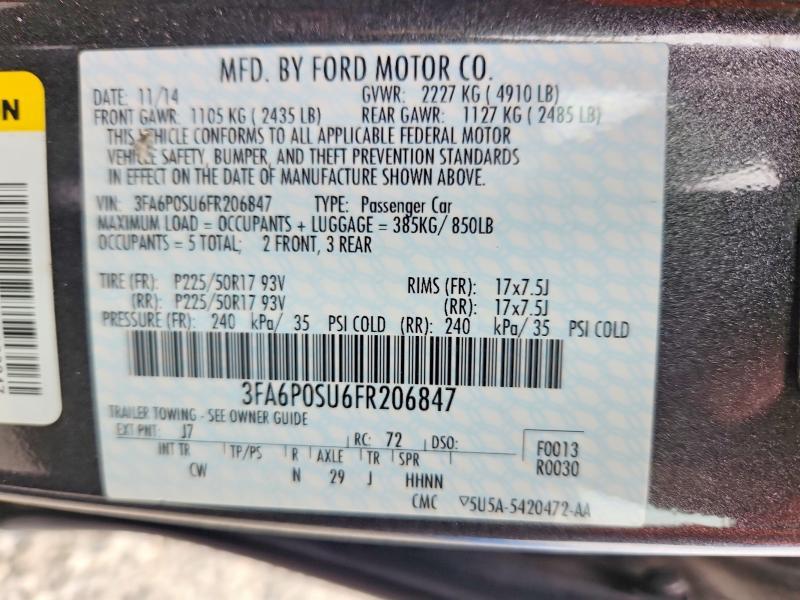 MFD. BY FORD MOTOR CO.
DATE: 11/14 GVWR: 2227 KG ( 4910 LB)
FRONT GAWR: 1105 KG ( 2435 LB) REAR GAWR: 1127 KG ( 2485 LB)
THIS VEHICLE CONFORMS TO ALL APPLICABLE FEDERAL MOTOR
VEHICLE SAFETY, BUMPER, AND THEFT PREVENTION STANDARDS
IN EFFECT ON THE DATE OF MANUFACTURE SHOWN ABOVE.
VIN: 3FA6P0SU6FR206847 TYPE: Passenger Car
MAXIMUM LOAD = OCCUPANTS + LUGGAGE = 385KG/ 850LB
OCCUPANTS = 5 TOTAL; 2 FRONT, 3 REAR
TIRE (FR): P225/50R17 93V RIMS (FR): 17x7.5J
(RR): P225/50R17 93V (RR): 17x7.5J
PRESSURE (FR): 240 kPa/ 35 PSI COLD (RR): 240 kPa/ 35 PSI COLD
3FA6P0SU6FR206847
TRAILER TOWING - SEE OWNER GUIDE
EXT PNT: J7 RC: 72 DSO: F0013
INT TR TP/PS R AXLE TR SPR R0030
CW N 29 J HHNN
CMC ▽5U5A-5420472-AA